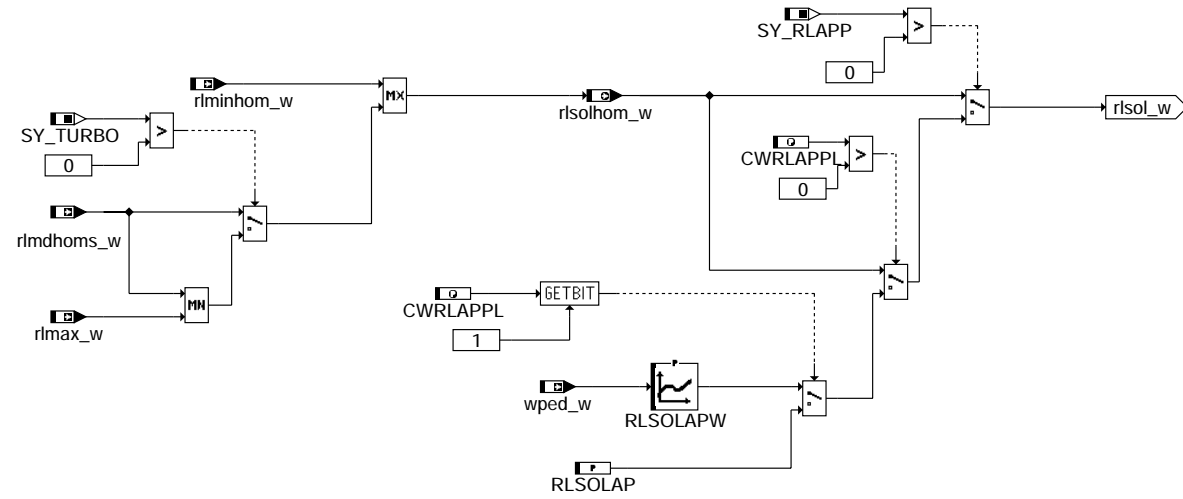 SY_RLAPP
>
0
rlminhom_w
MX
rlsolhom_w
rlsol_w
SY_TURBO
>
0
CWRLAPPL
>
0
rlmdhoms_w
MN
rlmax_w
CWRLAPPL
GETBIT
1
wped_w
P
RLSOLAPW
P
RLSOLAP